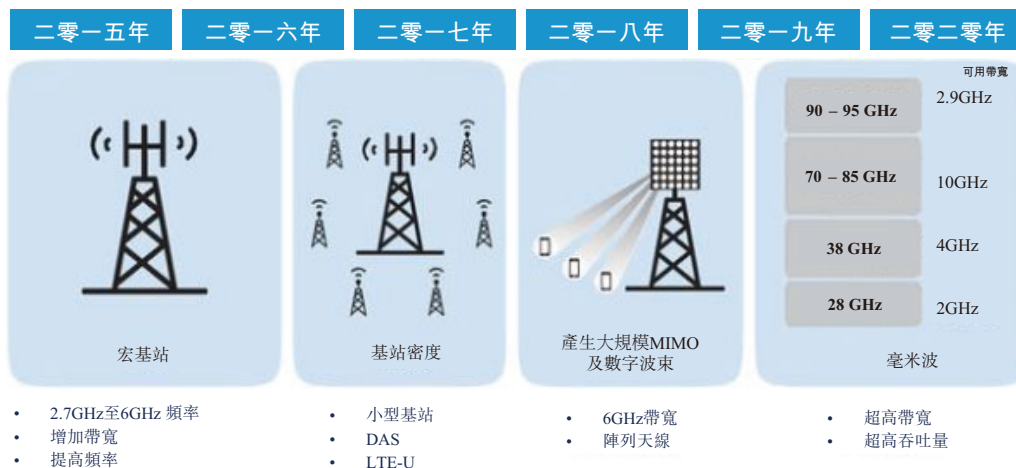 二零一五年
二零一六年
二零一七年
二零一八年
二零一九年
二零二零年
宏基站
基站密度
產生大規模MIMO
及數字波束
可用帶寬
90 – 95 GHz
2.9GHz
70 – 85 GHz
10GHz
38 GHz
4GHz
28 GHz
2GHz
毫米波
• 2.7GHz至6GHz 頻率
• 增加帶寬
• 提高頻率
• 小型基站
• DAS
• LTE-U
• 6GHz帶寬
• 陣列天線
• 超高帶寬
• 超高吞吐量